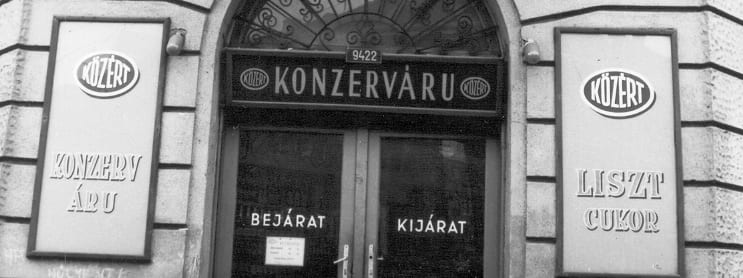 KÖZÉRT
KONZERV
ÁRU
9422
KÖZÉRT KONZERVÁRU KÖZÉRT
BEJÁRAT
KIJÁRAT
KÖZÉRT
LISZT
CUKOR